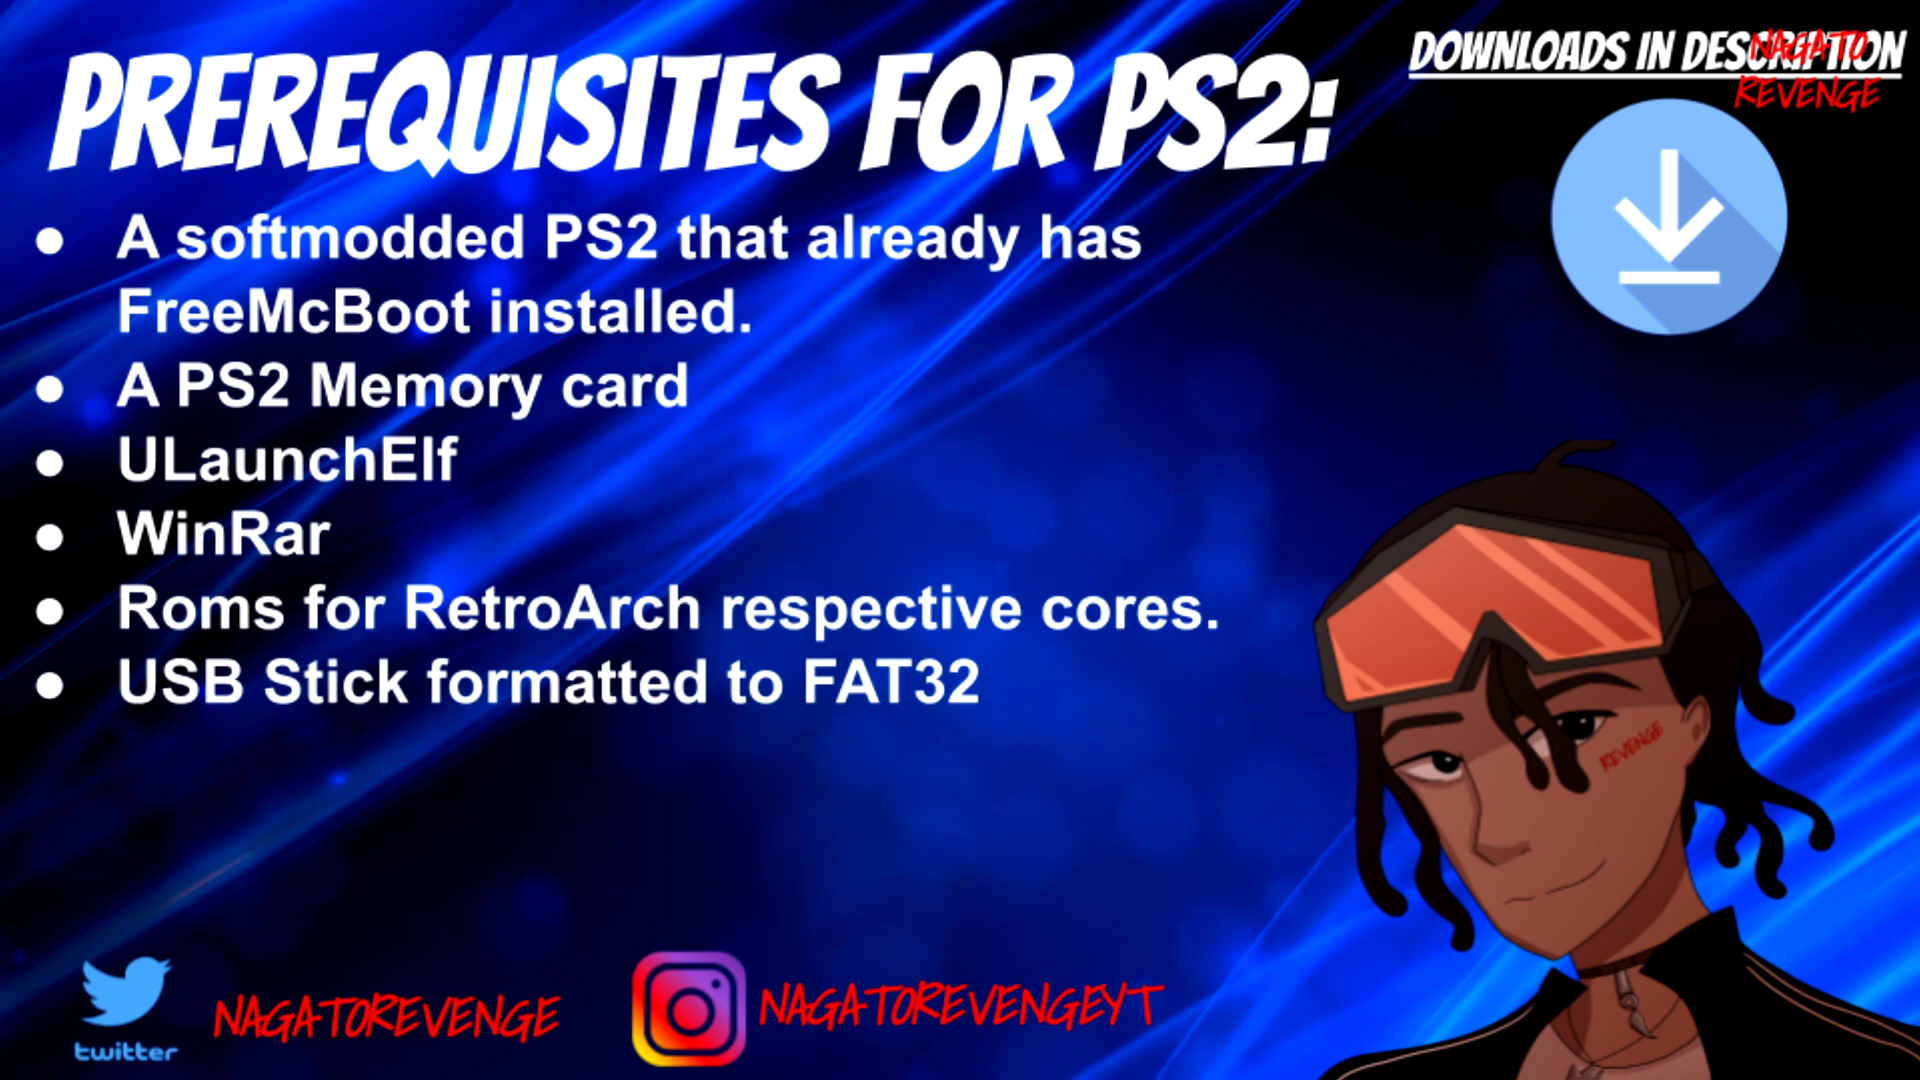 PREREQUISITES FOR PS2:
DOWNLOADS IN DESCRIPTION
NAGATO
REVENGE
● A softmodded PS2 that already has
FreeMcBoot installed.
● A PS2 Memory card
● ULaunchElf
● WinRar
● Roms for RetroArch respective cores.
● USB Stick formatted to FAT32
REVENGE
twitter
NAGATOREVENGE
NAGATOREVENGEYT